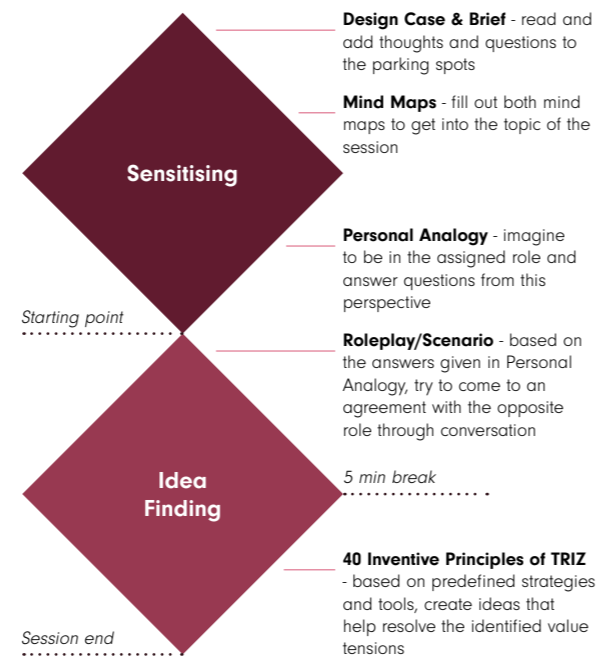 Design Case & Brief - read and
add thoughts and questions to
the parking spots
Mind Maps - fill out both mind
maps to get into the topic of the
session
Sensitising
Personal Analogy - imagine
to be in the assigned role and
answer questions from this
perspective
Starting point
Roleplay/Scenario - based on
the answers given in Personal
Analogy, try to come to an
agreement with the opposite
role through conversation
5 min break
Idea
Finding
40 Inventive Principles of TRIZ
- based on predefined strategies
and tools, create ideas that
help resolve the identified value
tensions
Session end